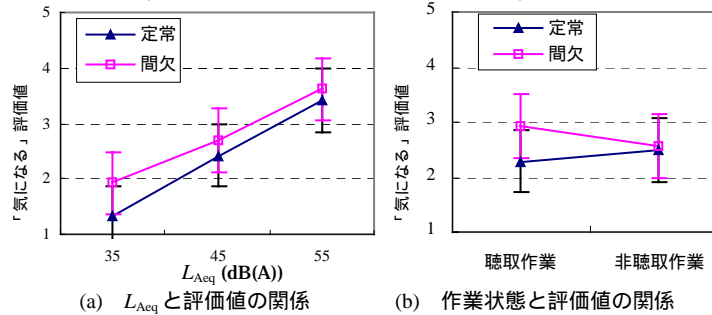 5
4
3
2
1
「気になる」評価値
定常
間欠
35
45
55
LAeq (dB(A))
(a) LAeq と評価値の関係
5
4
3
2
1
「気になる」評価値
定常
間欠
聴取作業
非聴取作業
(b) 作業状態と評価値の関係